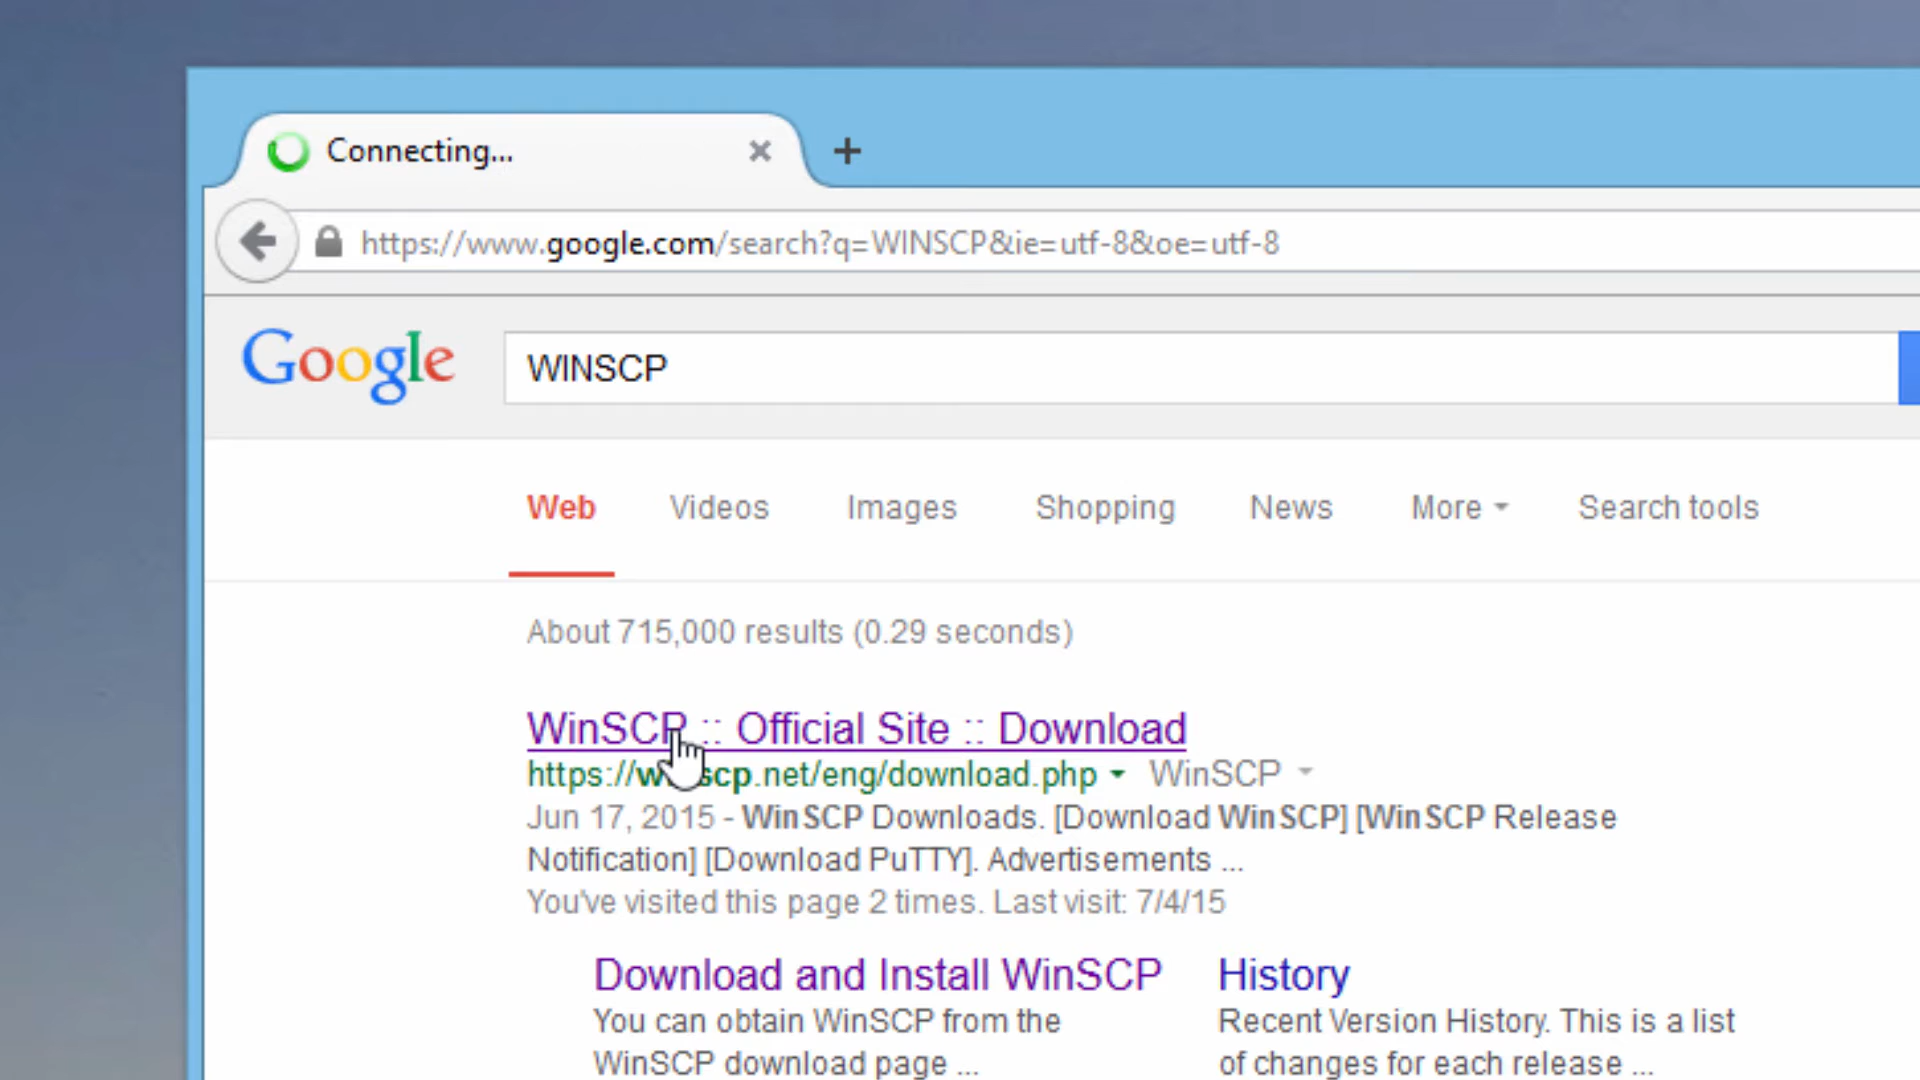 Connecting...
https://www.google.com/search?q=WINSCP&ie=utf-8&oe=utf-8
Google
WINSCP
Web Videos Images Shopping News More Search tools
About 715,000 results (0.29 seconds)
WinSCP :: Official Site :: Download
https://winscp.net/eng/download.php WinSCP
Jun 17, 2015 - WinSCP Downloads. [Download WinSCP] [WinSCP Release
Notification] [Download PuTTY]. Advertisements ...
You've visited this page 2 times. Last visit: 7/4/15
Download and Install WinSCP
You can obtain WinSCP from the
WinSCP download page ...
History
Recent Version History. This is a list
of changes for each release ...